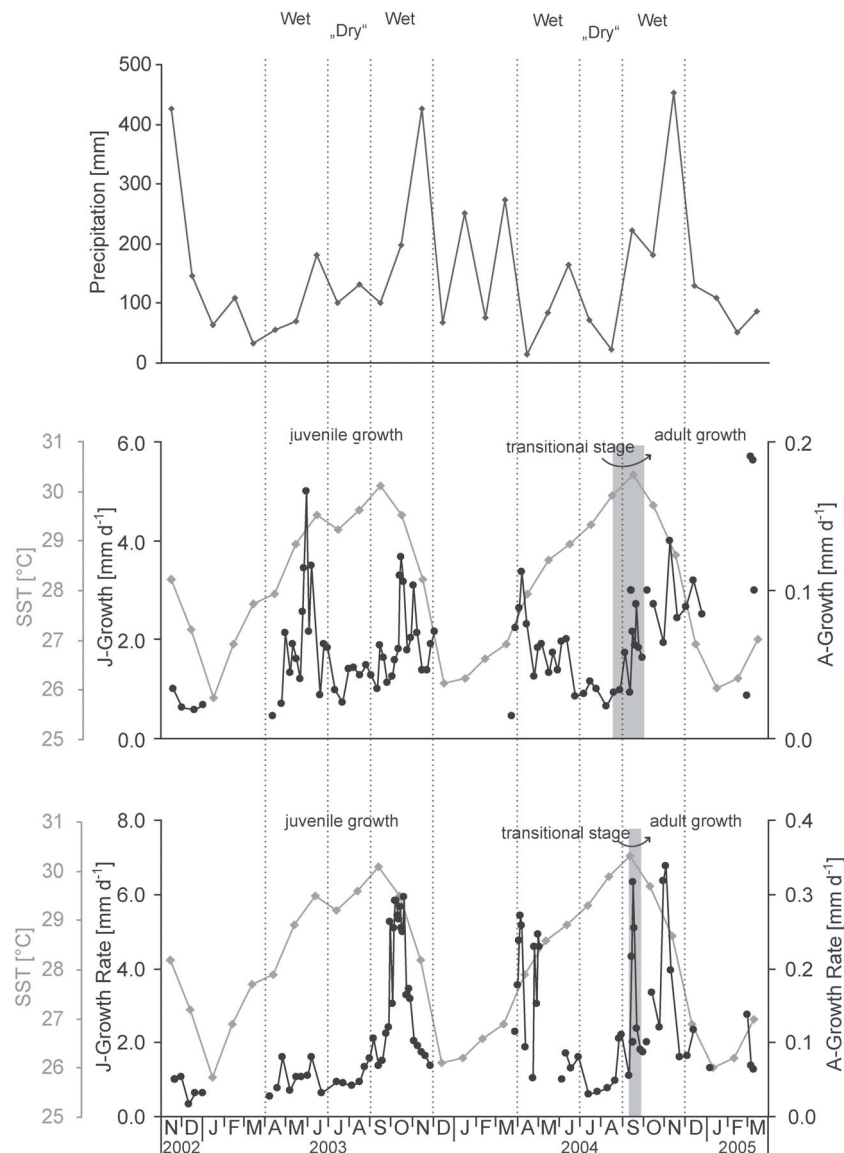 Wet „Dry“ Wet Wet „Dry“ Wet
Precipitation [mm]
500
400
300
200
100
0
SST [°C]
31
30
29
28
27
26
25
J-Growth [mm d-1]
6.0
4.0
2.0
0.0
juvenile growth
transitional stage
adult growth
0.2
0.1
0.0
A-Growth [mm d-1]
SST [°C]
31
30
29
28
27
26
25
J-Growth Rate [mm d-1]
8.0
6.0
4.0
2.0
0.0
juvenile growth
transitional stage
adult growth
0.4
0.3
0.2
0.1
0.0
A-Growth Rate [mm d-1]
N D J F M A M J J A S O N D J F M A M J J A S O N D J F M
2002 2003 2004 2005